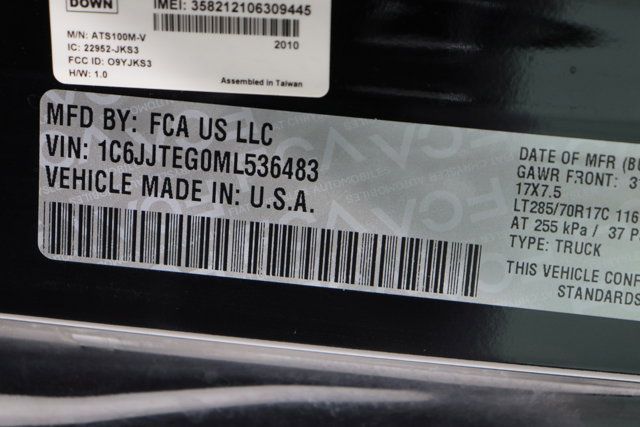 DOWN
IMEI: 358212106309445
M/N: ATS100M-V
2010
IC: 22952-JKS3
FCC ID: O9YJKS3
H/W: 1.0
Assembled in Taiwan
MFD BY: FCA US LLC
VIN: 1C6JJTEG0ML536483
VEHICLE MADE IN: U.S.A.
DATE OF MFR
GAWR FRONT:
17X7.5
LT285/70R17C 116
AT 255 kPa / 37
TYPE: TRUCK
THIS VEHICLE
STANDARDS